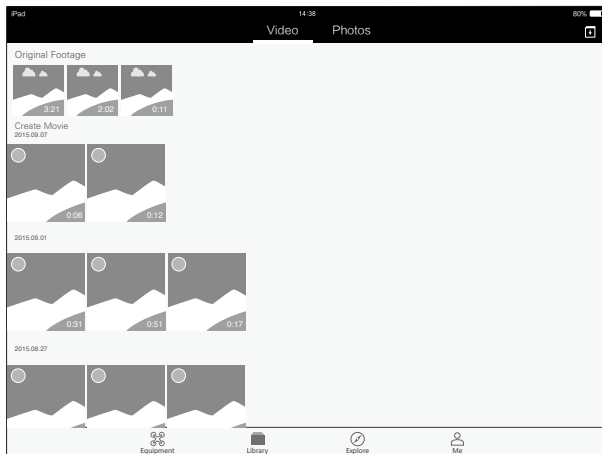 iPad 14:38 80%
Video Photos
Original Footage
3:21 2:02 0:11
Create Movie
2015.09.07
0:06 0:12
2015.09.01
0:31 0:51 0:17
2015.08.27
Equipment Library Explore Me